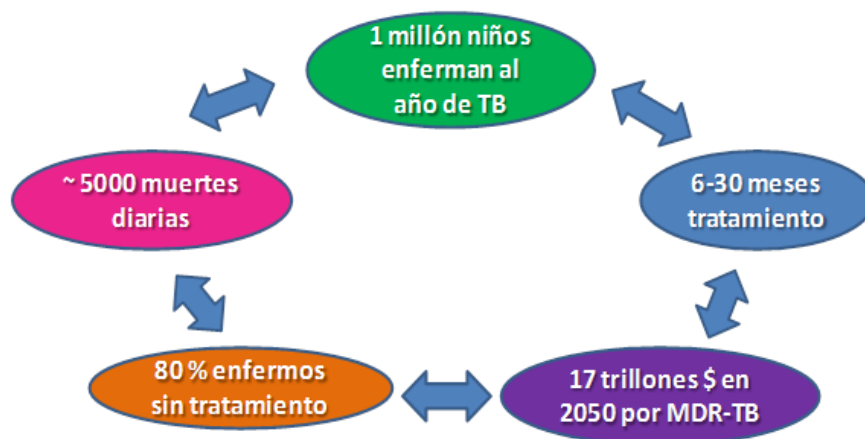 1 millón niños
enferman al
año de TB
~ 5000 muertes
diarias
6-30 meses
tratamiento
80 % enfermos
sin tratamiento
17 trillones $ en
2050 por MDR-TB